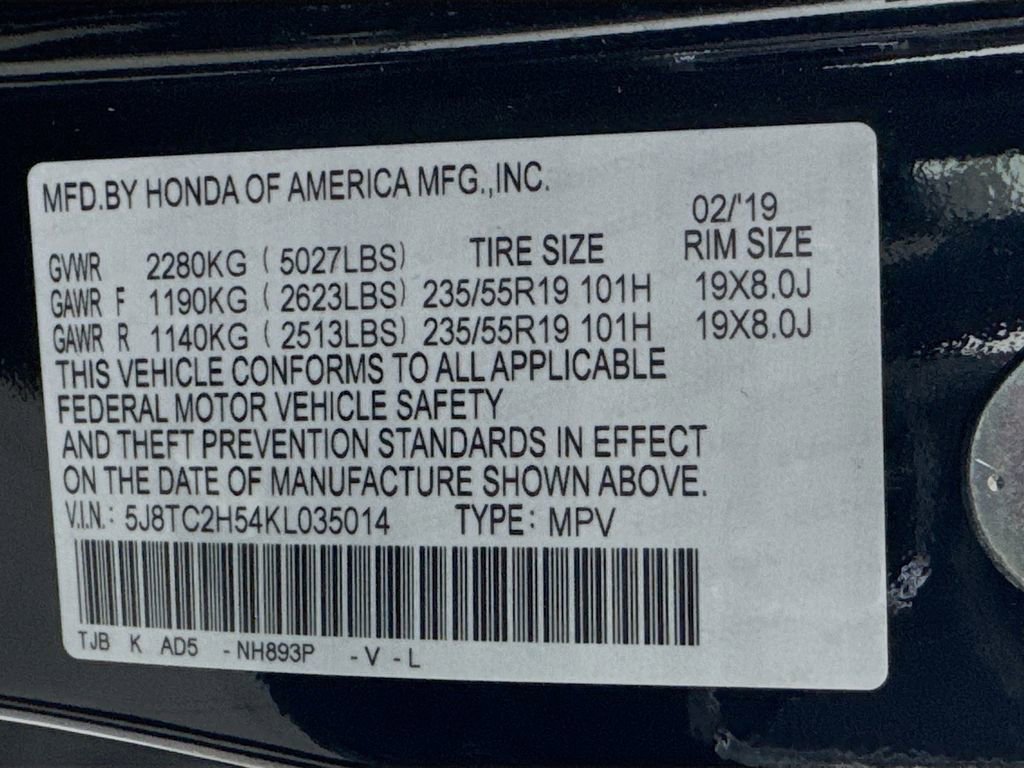 MFD.BY HONDA OF AMERICA MFG.,INC.
02/'19
GVWR 2280KG ( 5027LBS) TIRE SIZE RIM SIZE
GAWR F 1190KG ( 2623LBS) 235/55R19 101H 19X8.0J
GAWR R 1140KG ( 2513LBS) 235/55R19 101H 19X8.0J
THIS VEHICLE CONFORMS TO ALL APPLICABLE
FEDERAL MOTOR VEHICLE SAFETY
AND THEFT PREVENTION STANDARDS IN EFFECT
ON THE DATE OF MANUFACTURE SHOWN ABOVE.
V.I.N.: 5J8TC2H54KL035014 TYPE: MPV
TJB K AD5 -NH893P -V -L